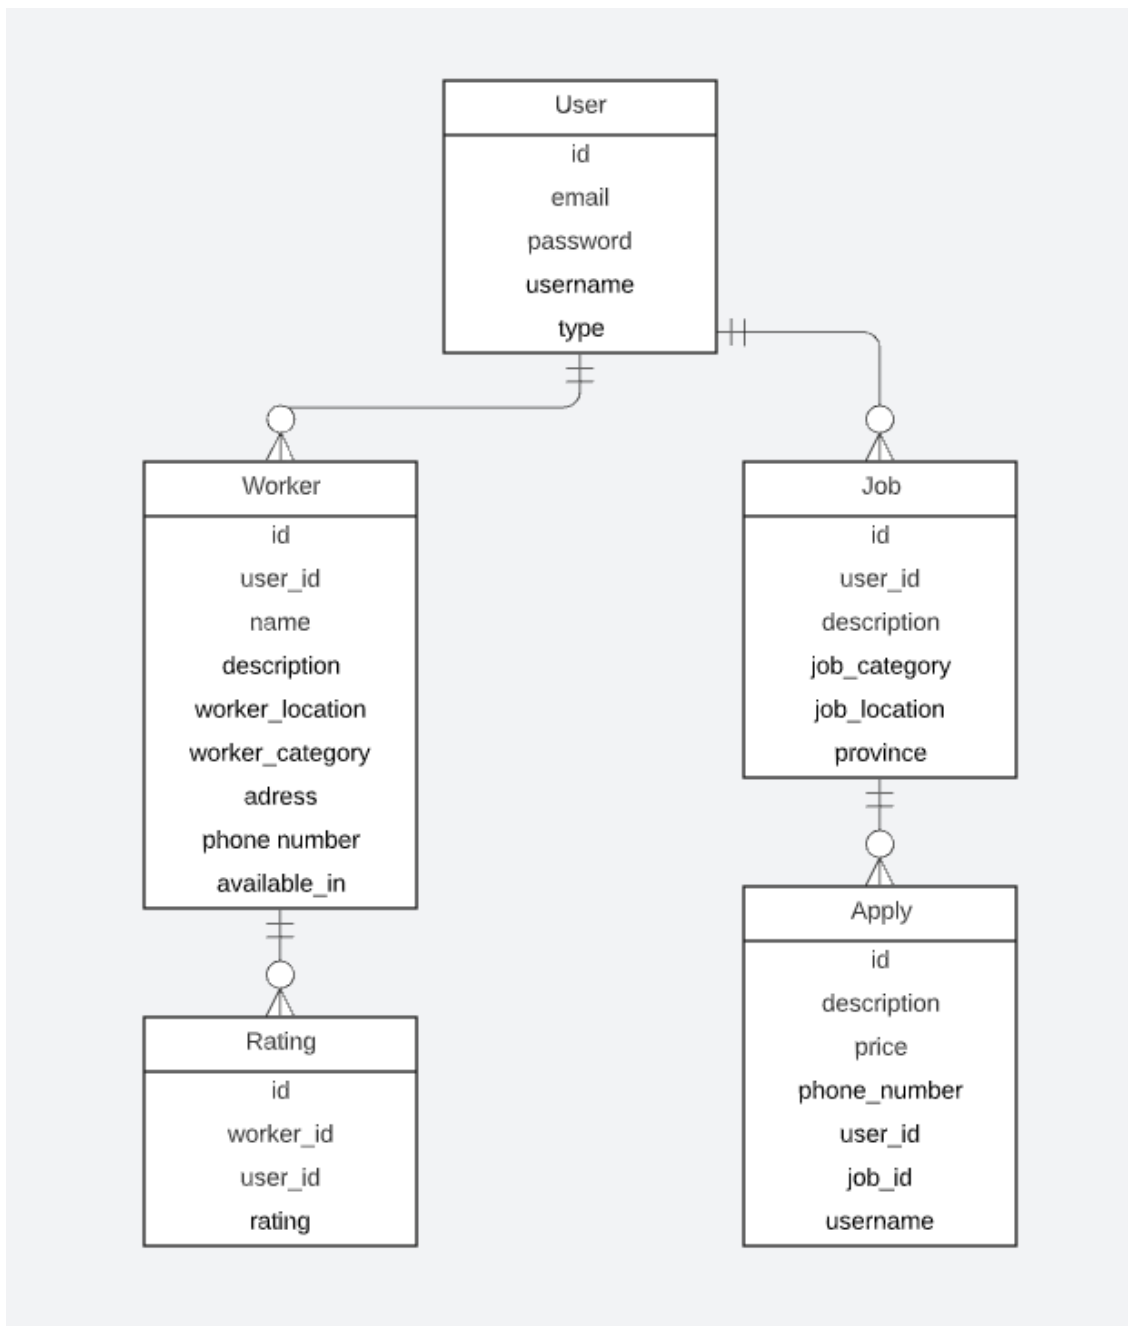 User
id
email
password
username
type
Worker
id
user_id
name
description
worker_location
worker_category
adress
phone number
available_in
Job
id
user_id
description
job_category
job_location
province
Rating
id
worker_id
user_id
rating
Apply
id
description
price
phone_number
user_id
job_id
username